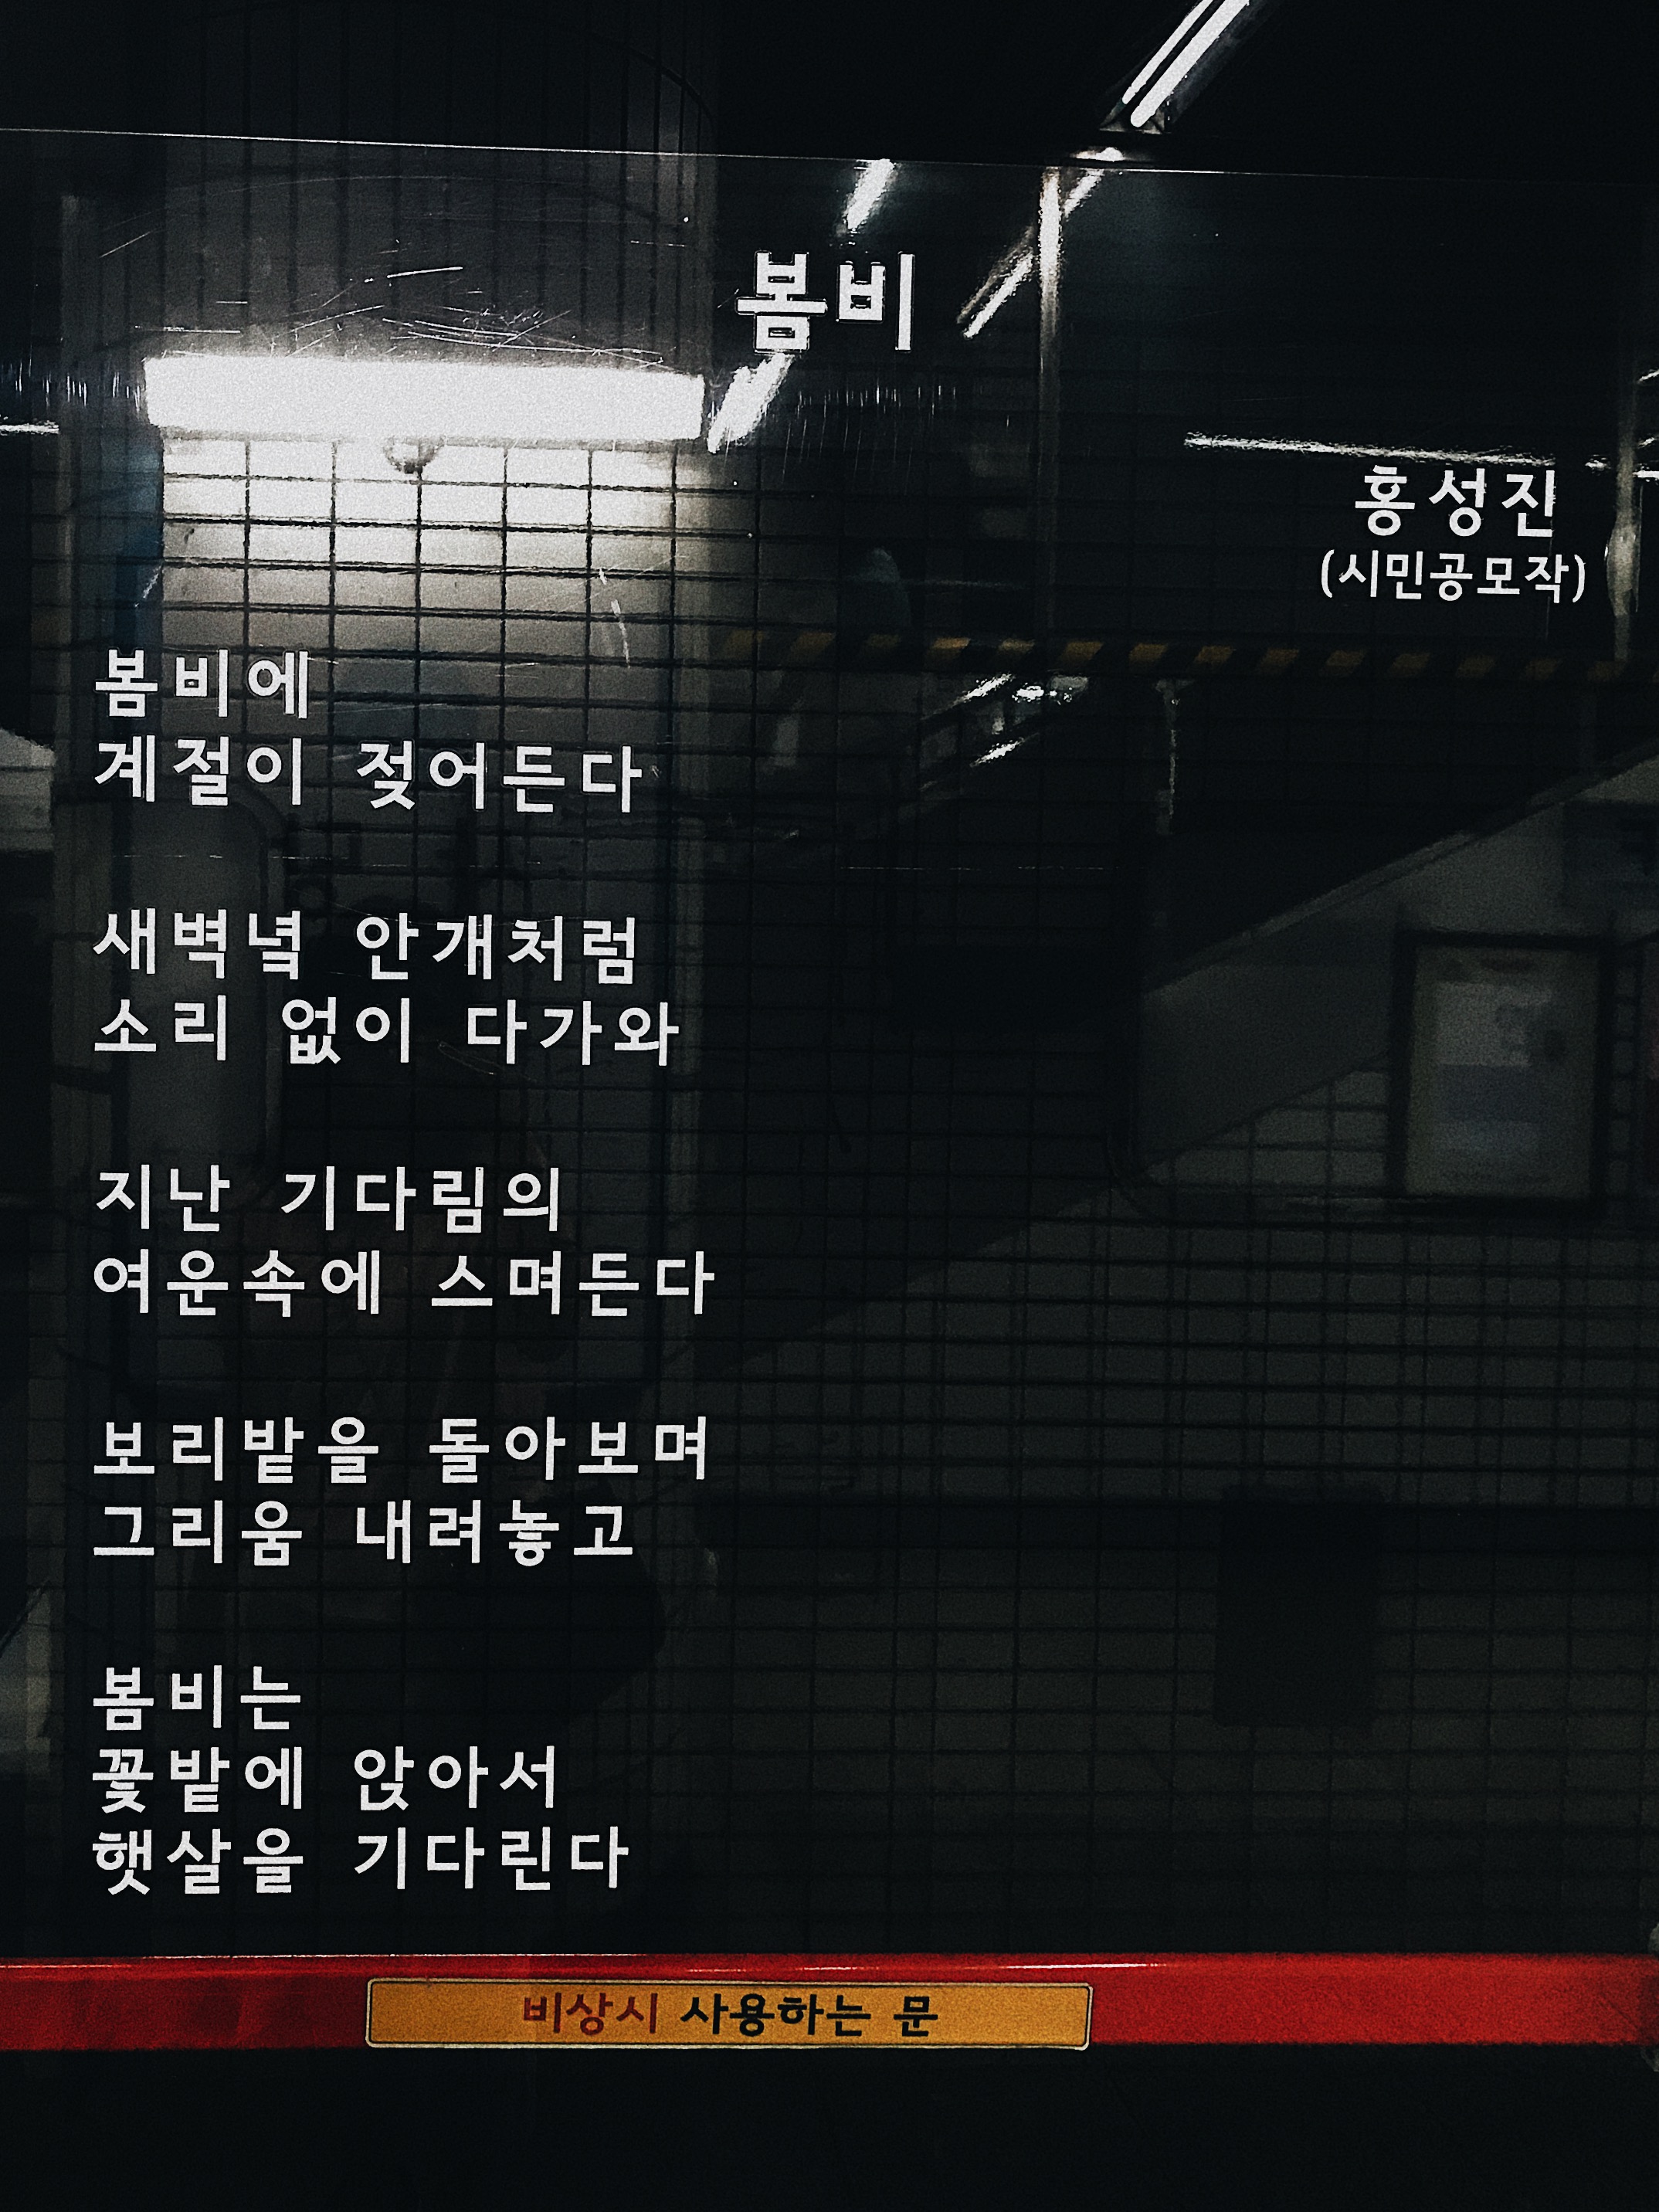 봄비
홍성진
(시민공모작)
봄비에
계절이 젖어든다
새벽녘 안개처럼
소리 없이 다가와
지난 기다림의
여운속에 스며든다
보리밭을 돌아보며
그리움 내려놓고
봄비는
꽃밭에 앉아서
햇살을 기다린다
비상시 사용하는 문